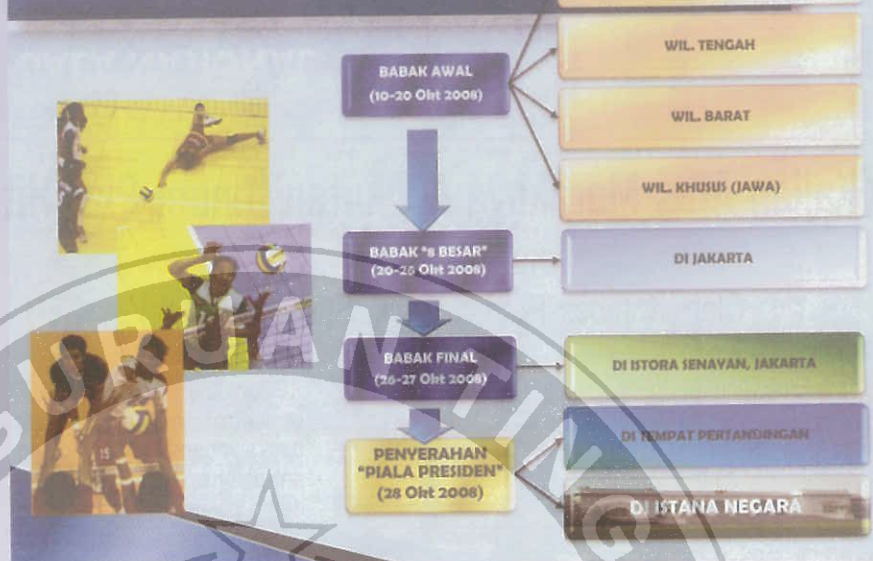 BABAK AWAL
(10-20 Okt 2008)
WIL. TENGAH
WIL. BARAT
WIL. KHUSUS (JAWA)
BABAK "8 BESAR"
(20-25 Okt 2008)
DI JAKARTA
BABAK FINAL
(26-27 Okt 2008)
DI ISTORA SENAYAN, JAKARTA
PENYERAHAN
"PIALA PRESIDEN"
(28 Okt 2008)
DI TEMPAT PERTANDINGAN
DI ISTANA NEGARA
15